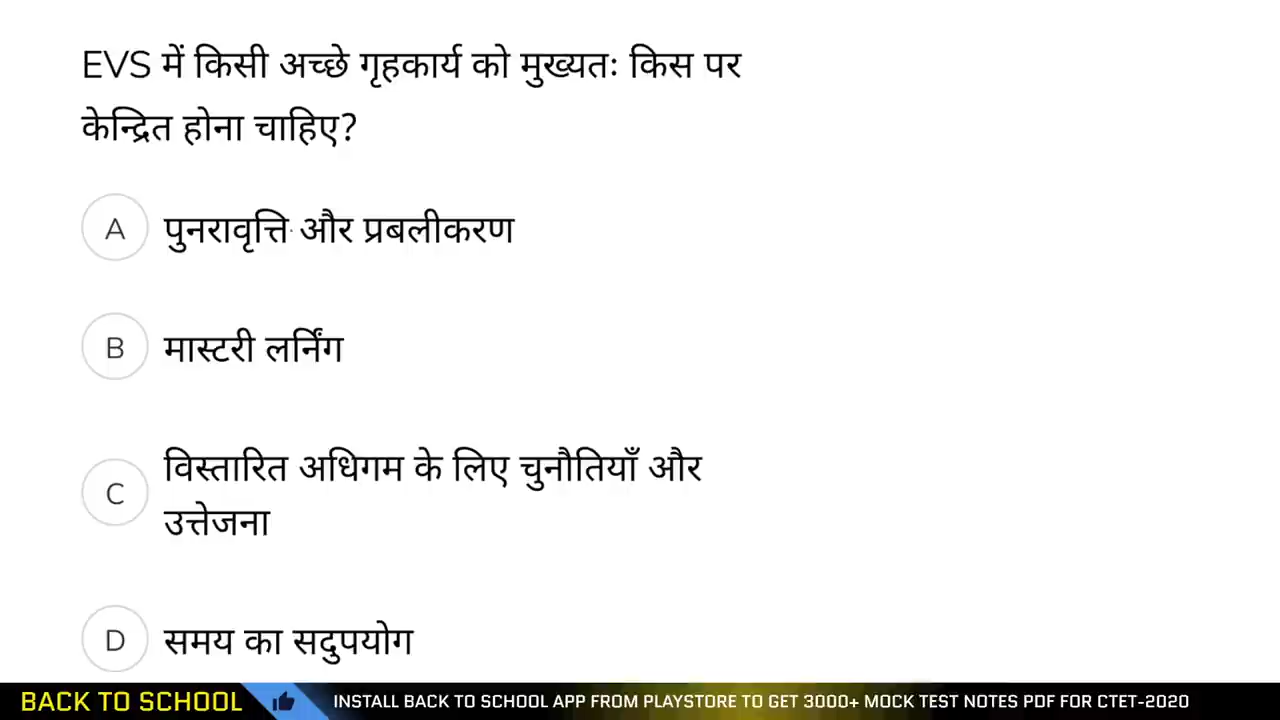 EVS में किसी अच्छे गृहकार्य को मुख्यतः किस पर
केन्द्रित होना चाहिए?
A पुनरावृत्ति और प्रबलीकरण
B मास्टरी लर्निंग
C विस्तारित अधिगम के लिए चुनौतियाँ और
उत्तेजना
D समय का सदुपयोग
BACK TO SCHOOL INSTALL BACK TO SCHOOL APP FROM PLAYSTORE TO GET 3000+ MOCK TEST NOTES PDF FOR CTET-2020